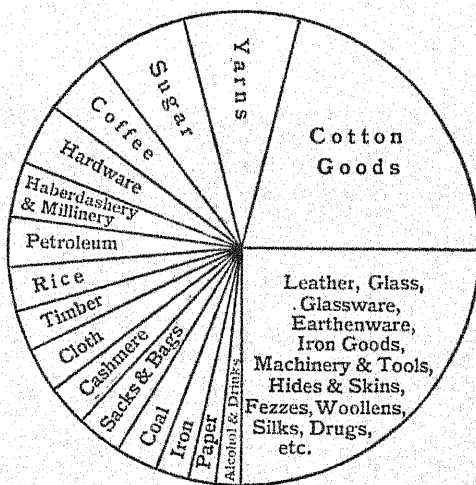 Cotton
Goods
Yarns
Sugar
Coffee
Hardware
Haberdashery
& Millinery
Petroleum
Rice
Timber
Cloth
Cashmere
Sacks & Bags
Coal
Iron
Paper
Alcohol & Drinks
Leather, Glass,
Glassware,
Earthenware,
Iron Goods,
Machinery & Tools,
Hides & Skins,
Fezzes, Woollens,
Silks, Drugs,
etc.